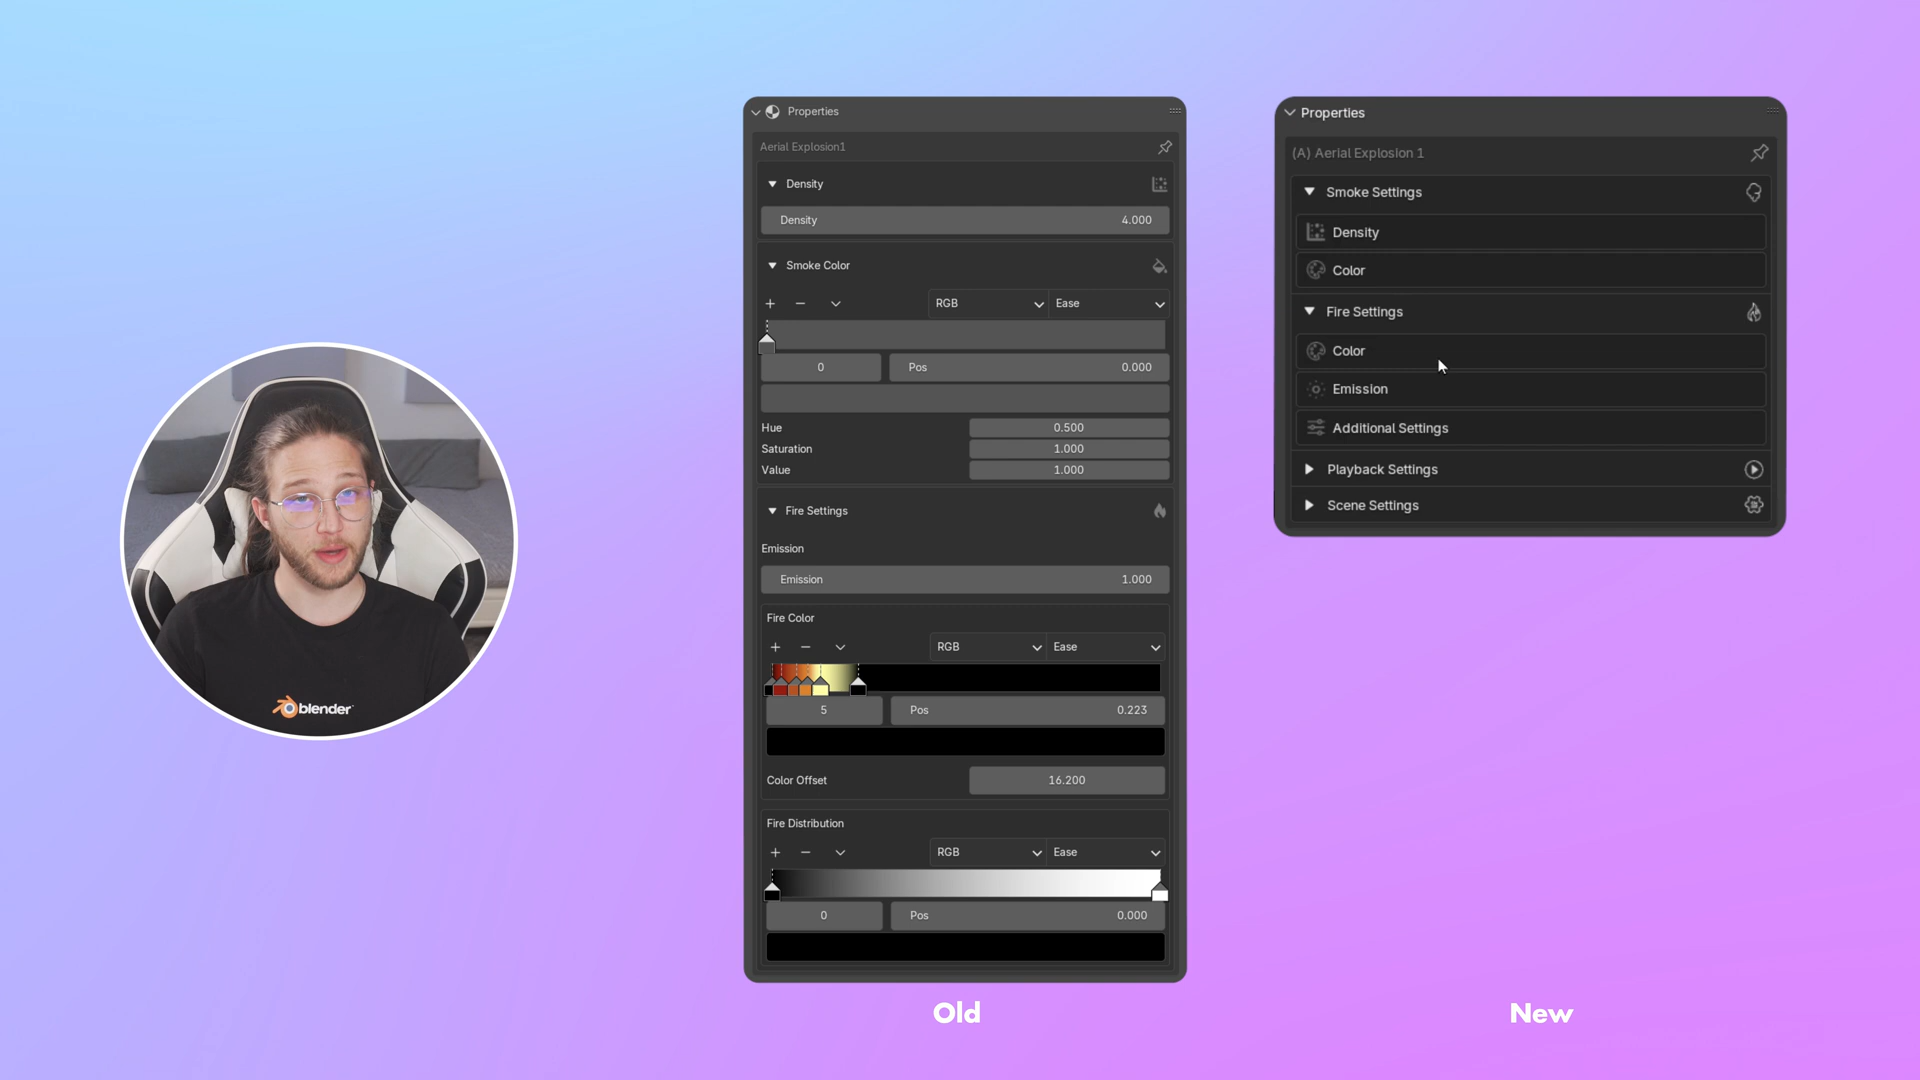 blender
Properties
Aerial Explosion1
Density
Density 4.000
Smoke Color
RGB Ease
0 Pos 0.000
Hue 0.500
Saturation 1.000
Value 1.000
Fire Settings
Emission
Emission 1.000
Fire Color
RGB Ease
5 Pos 0.223
Color Offset 16.200
Fire Distribution
RGB Ease
0 Pos 0.000
Old
Properties
(A) Aerial Explosion 1
Smoke Settings
Density
Color
Fire Settings
Color
Emission
Additional Settings
Playback Settings
Scene Settings
New